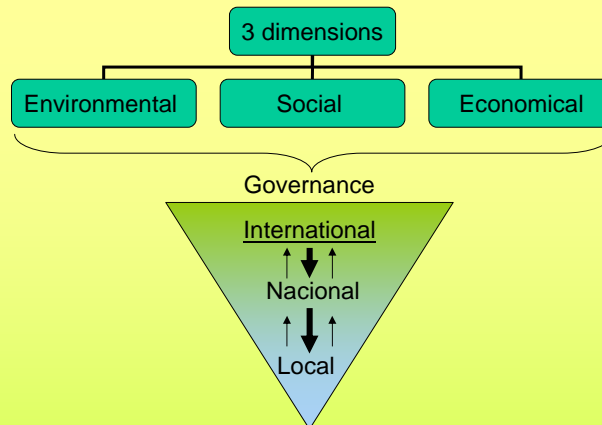 3 dimensions
Environmental Social Economical
Governance
International
Nacional
Local